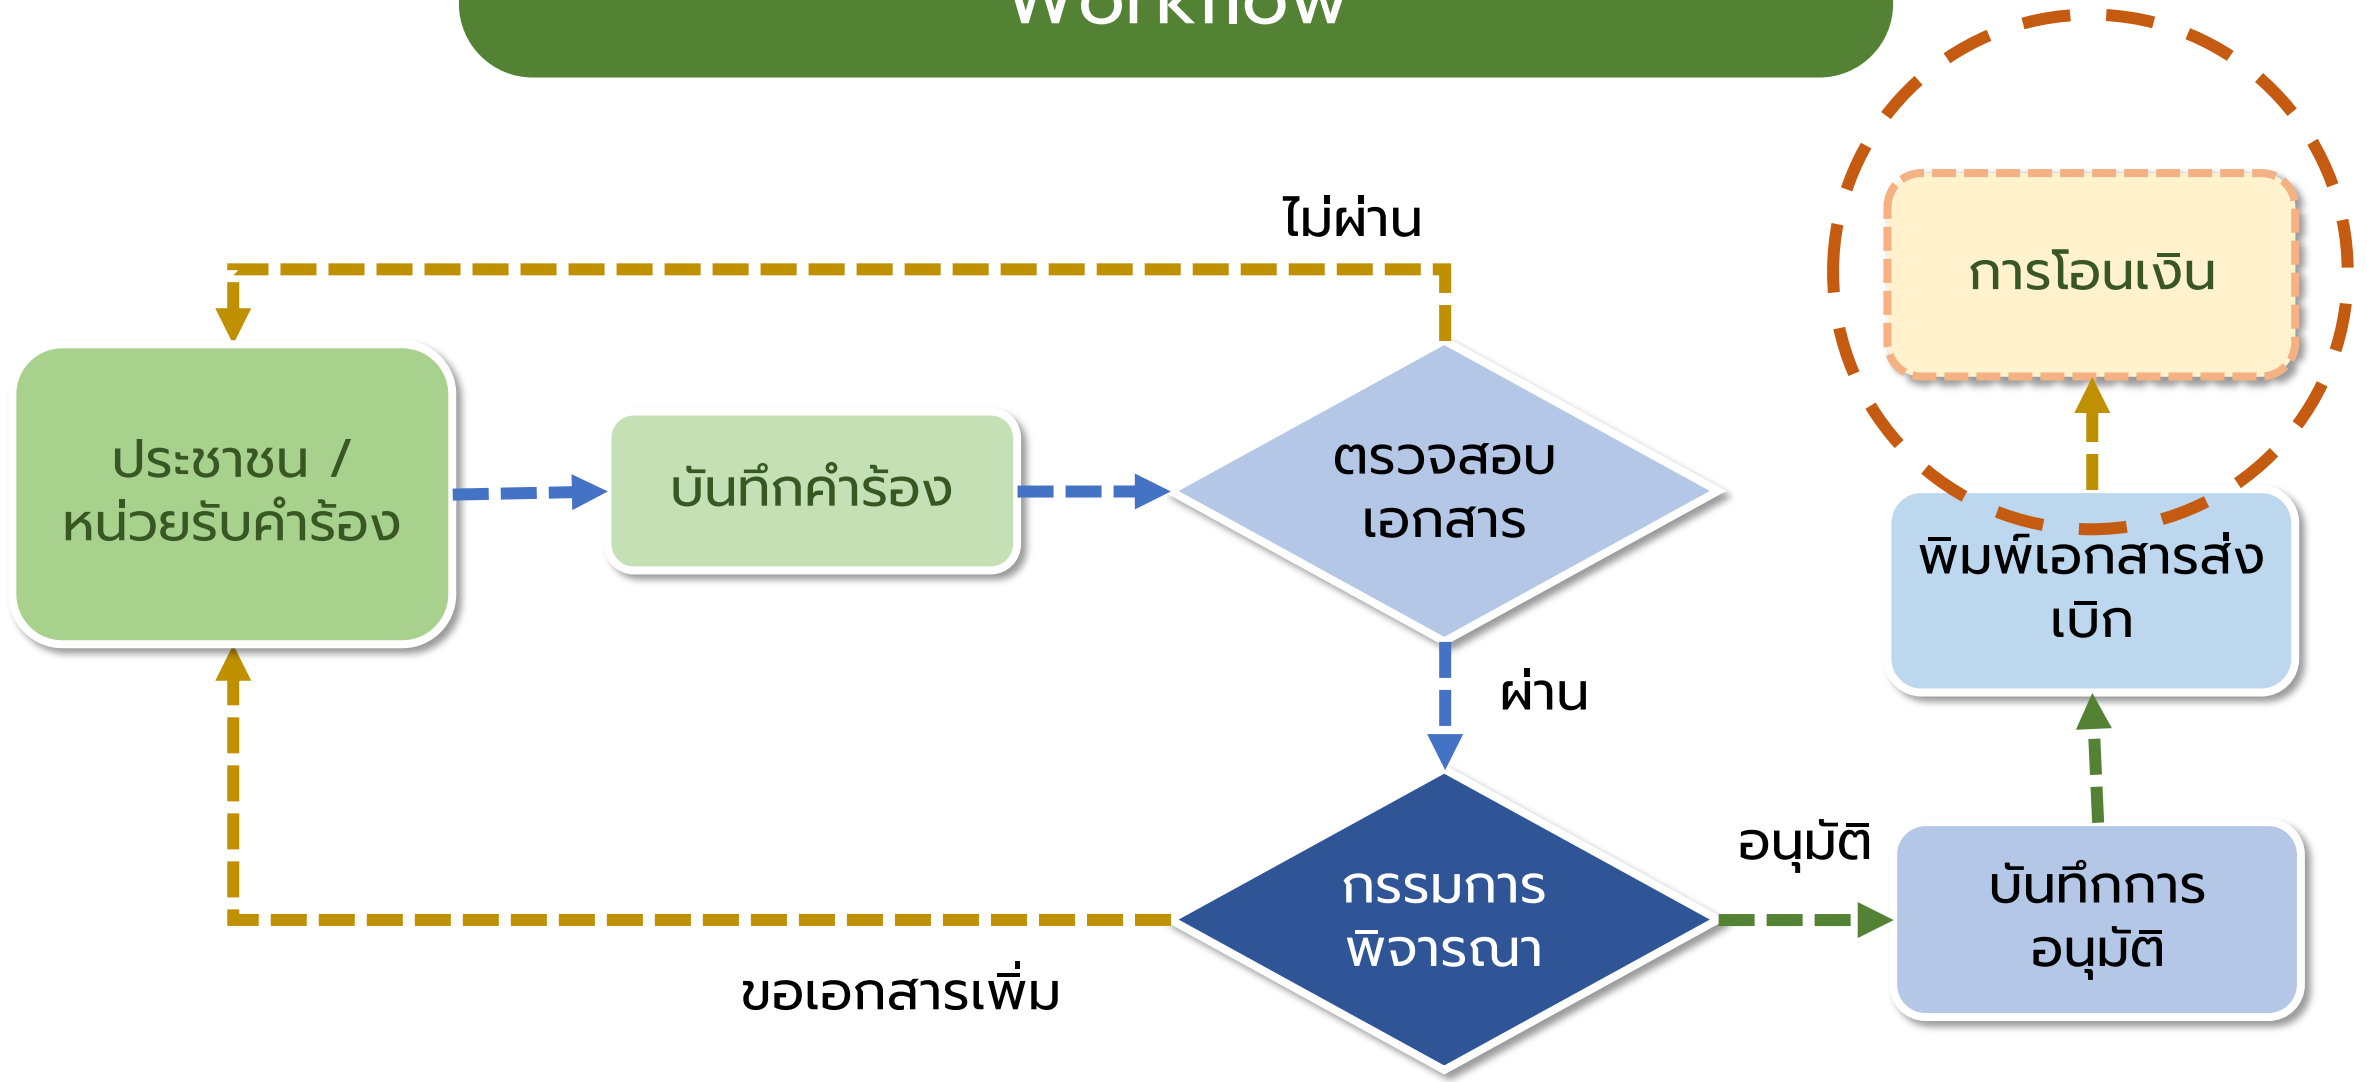 Workflow
ไม่ผ่าน
การโอนเงิน
ประชาชน /
หน่วยรับคำร้อง
บันทึกคำร้อง
ตรวจสอบ
เอกสาร
พิมพ์เอกสารส่ง
เบิก
ผ่าน
อนุมัติ
กรรมการ
พิจารณา
บันทึกการ
อนุมัติ
ขอเอกสารเพิ่ม